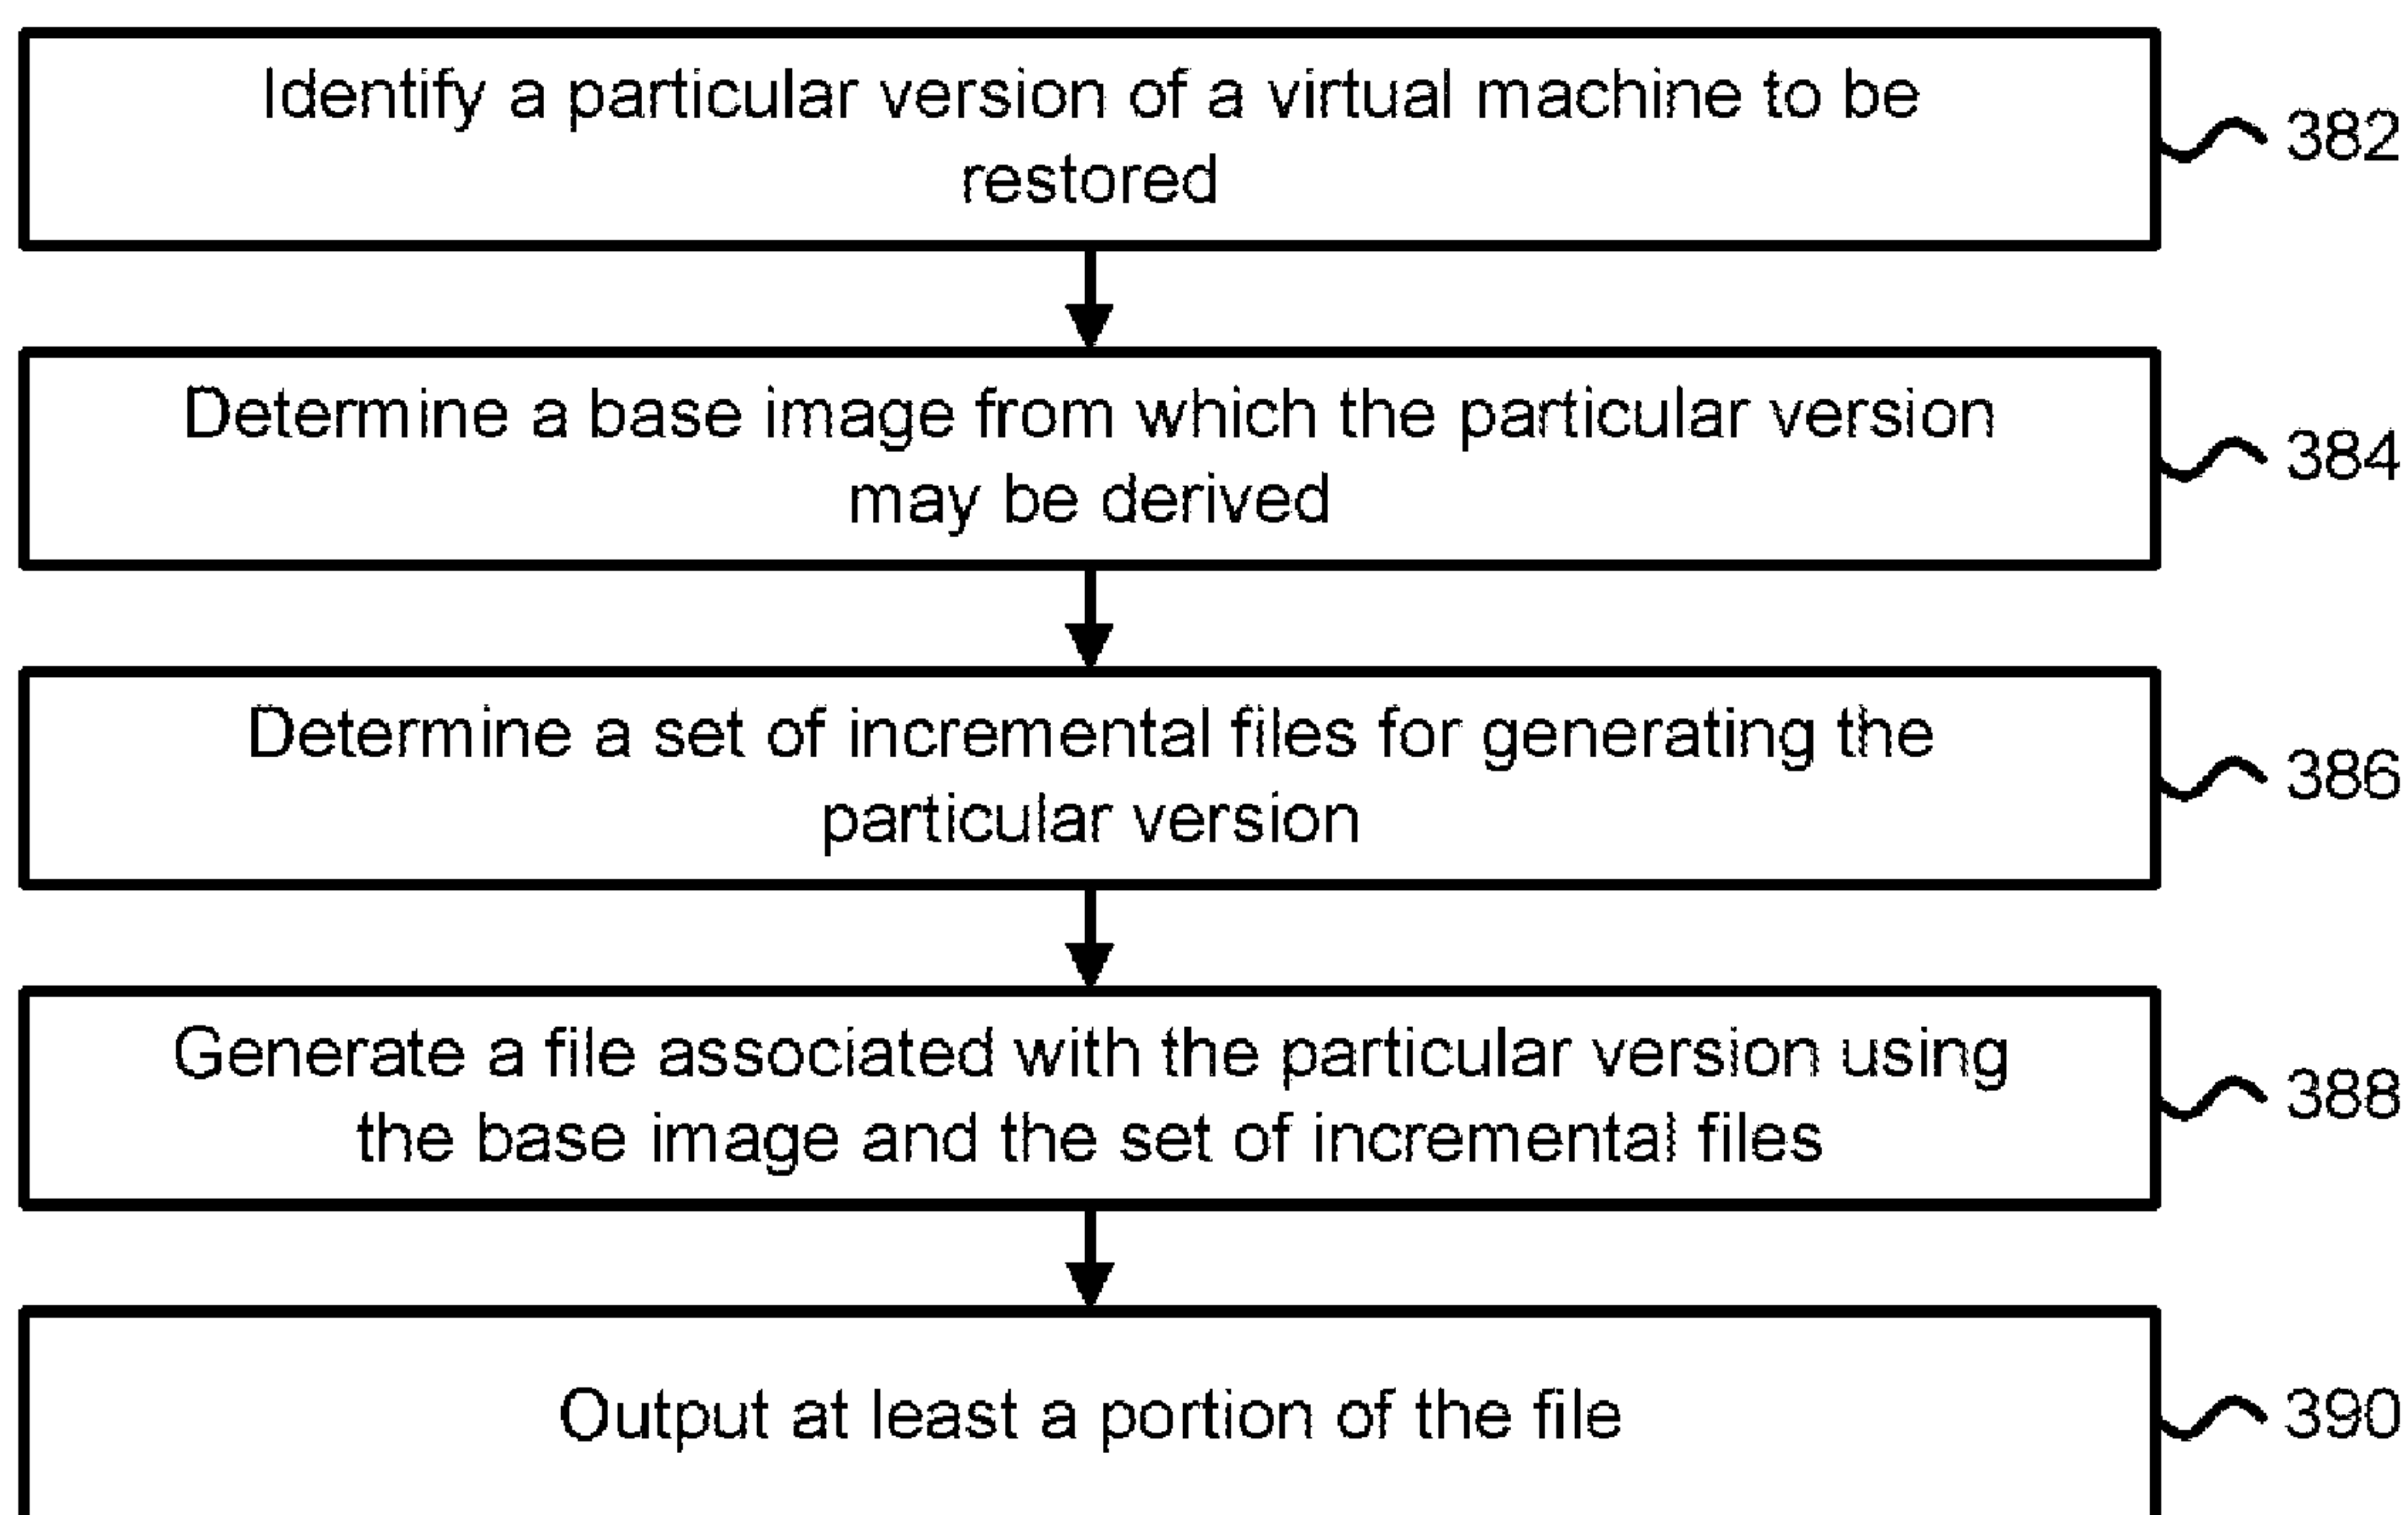 Identify a particular version of a virtual machine to be
restored
382
Determine a base image from which the particular version
may be derived
384
Determine a set of incremental files for generating the
particular version
386
Generate a file associated with the particular version using
the base image and the set of incremental files
388
Output at least a portion of the file
390